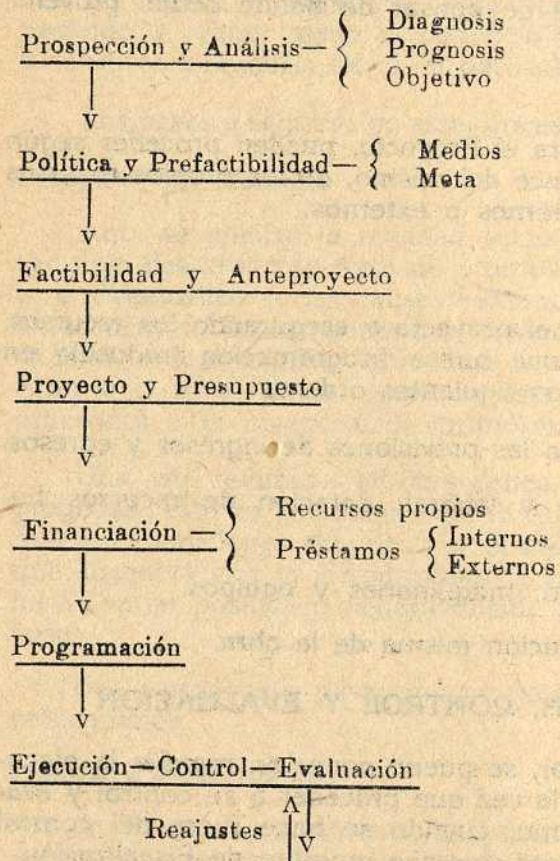 Prospección y Análisis— { Diagnosis
Prognosis
Objetivo
Política y Prefactibilidad— { Medios
Meta
Factibilidad y Anteproyecto
Proyecto y Presupuesto
Financiación — { Recursos propios
Préstamos { Internos
Externos
Programación
Ejecución—Control—Evaluación
Reajustes